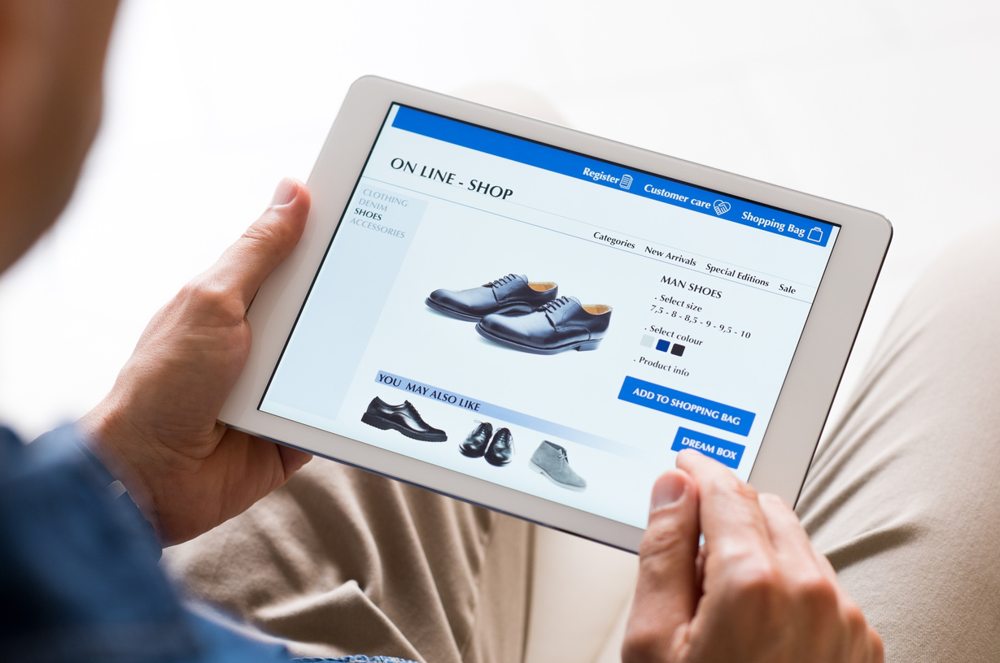 Register
Customer care
Shopping Bag
ON LINE - SHOP
Categories New Arrivals Special Editions Sale
CLOTHING
DENIM
SHOES
ACCESSORIES
MAN SHOES
. Select size
7,5 - 8 - 8,5 - 9 - 9,5 - 10
. Select colour
. Product info
ADD TO SHOPPING BAG
DREAM BOX
YOU MAY ALSO LIKE